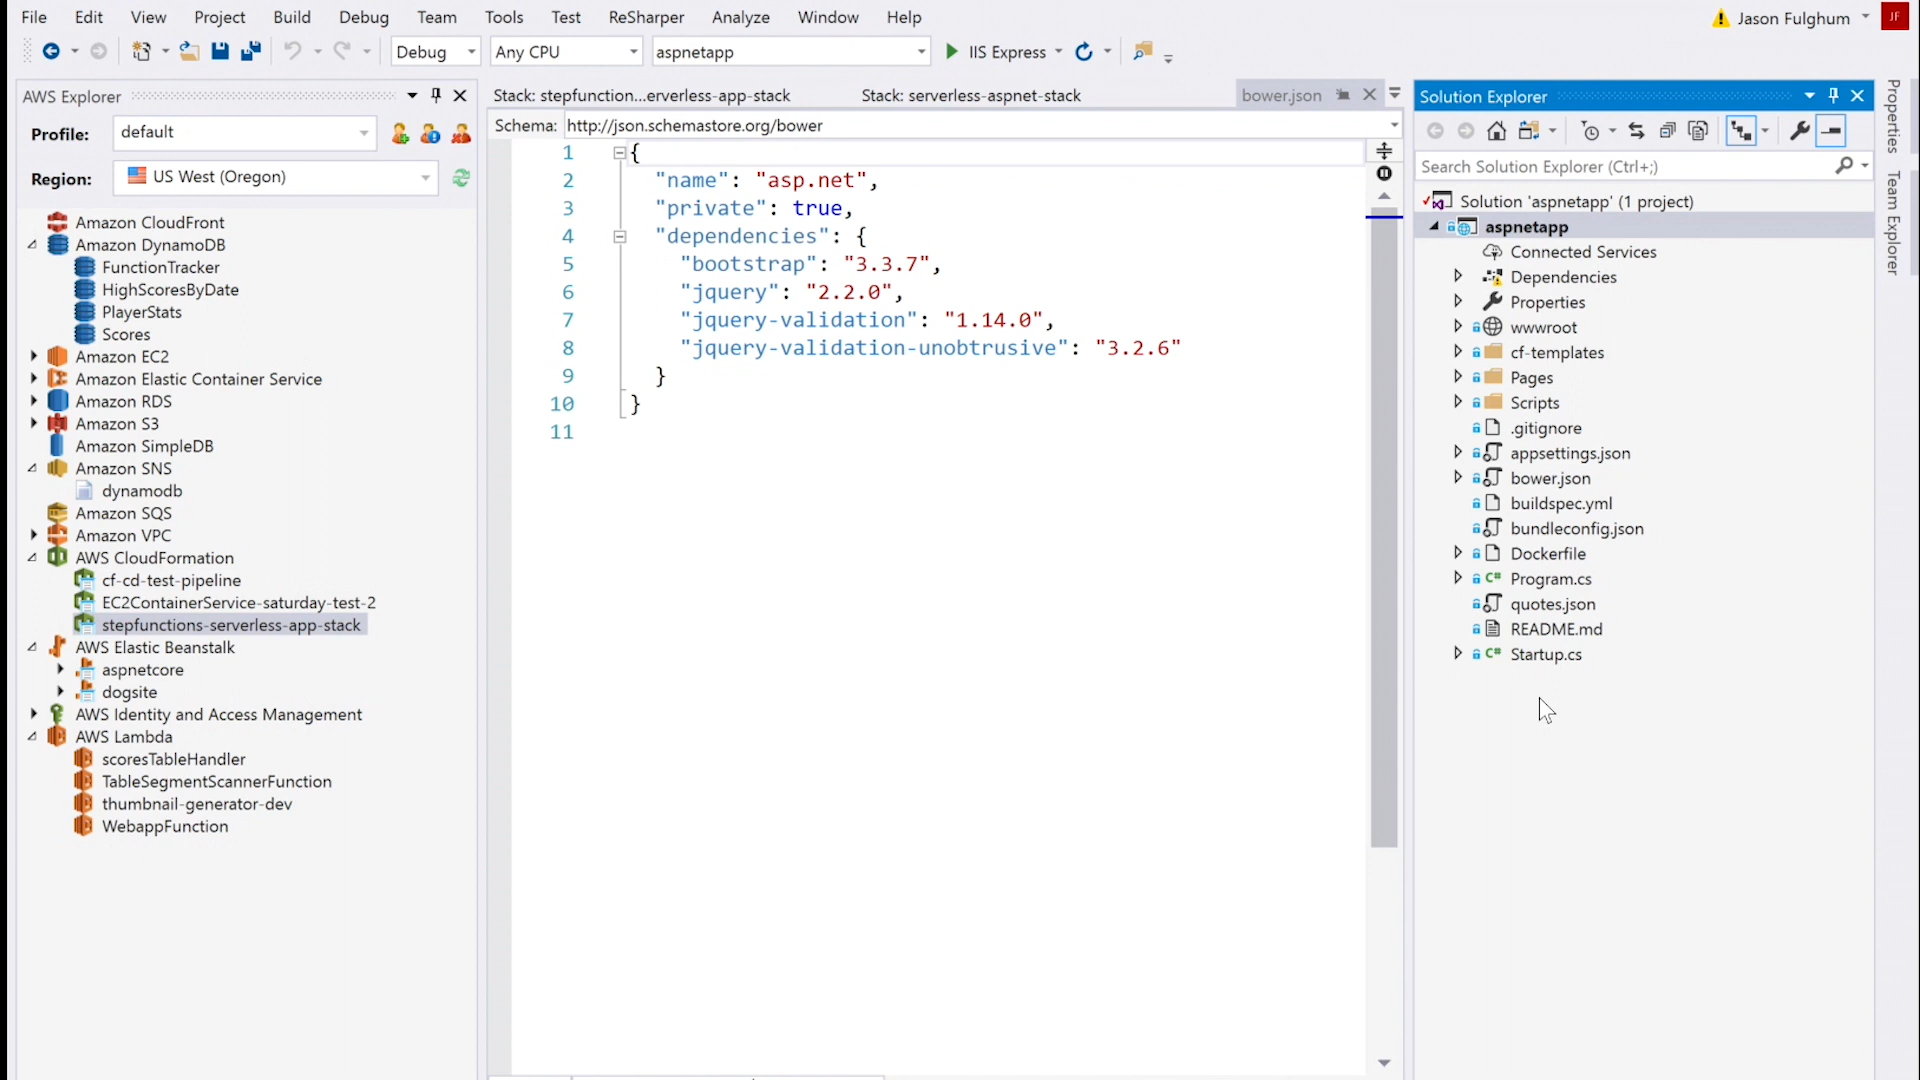 File Edit View Project Build Debug Team Tools Test ReSharper Analyze Window Help
Jason Fulghum JF
Debug Any CPU aspnetapp IIS Express
AWS Explorer
Profile: default
Region: US West (Oregon)
Amazon CloudFront
Amazon DynamoDB
FunctionTracker
HighScoresByDate
PlayerStats
Scores
Amazon EC2
Amazon Elastic Container Service
Amazon RDS
Amazon S3
Amazon SimpleDB
Amazon SNS
dynamodb
Amazon SQS
Amazon VPC
AWS CloudFormation
cf-cd-test-pipeline
EC2ContainerService-saturday-test-2
stepfunctions-serverless-app-stack
AWS Elastic Beanstalk
aspnetcore
dogsite
AWS Identity and Access Management
AWS Lambda
scoresTableHandler
TableSegmentScannerFunction
thumbnail-generator-dev
WebappFunction
Stack: stepfunction...erverless-app-stack Stack: serverless-aspnet-stack bower.json
Schema: http://json.schemastore.org/bower
1 {
2 "name": "asp.net",
3 "private": true,
4 "dependencies": {
5 "bootstrap": "3.3.7",
6 "jquery": "2.2.0",
7 "jquery-validation": "1.14.0",
8 "jquery-validation-unobtrusive": "3.2.6"
9 }
10 }
11
Solution Explorer
Search Solution Explorer (Ctrl+;)
Solution 'aspnetapp' (1 project)
aspnetapp
Connected Services
Dependencies
Properties
wwwroot
cf-templates
Pages
Scripts
.gitignore
appsettings.json
bower.json
buildspec.yml
bundleconfig.json
Dockerfile
C# Program.cs
quotes.json
README.md
C# Startup.cs
Properties
Team Explorer